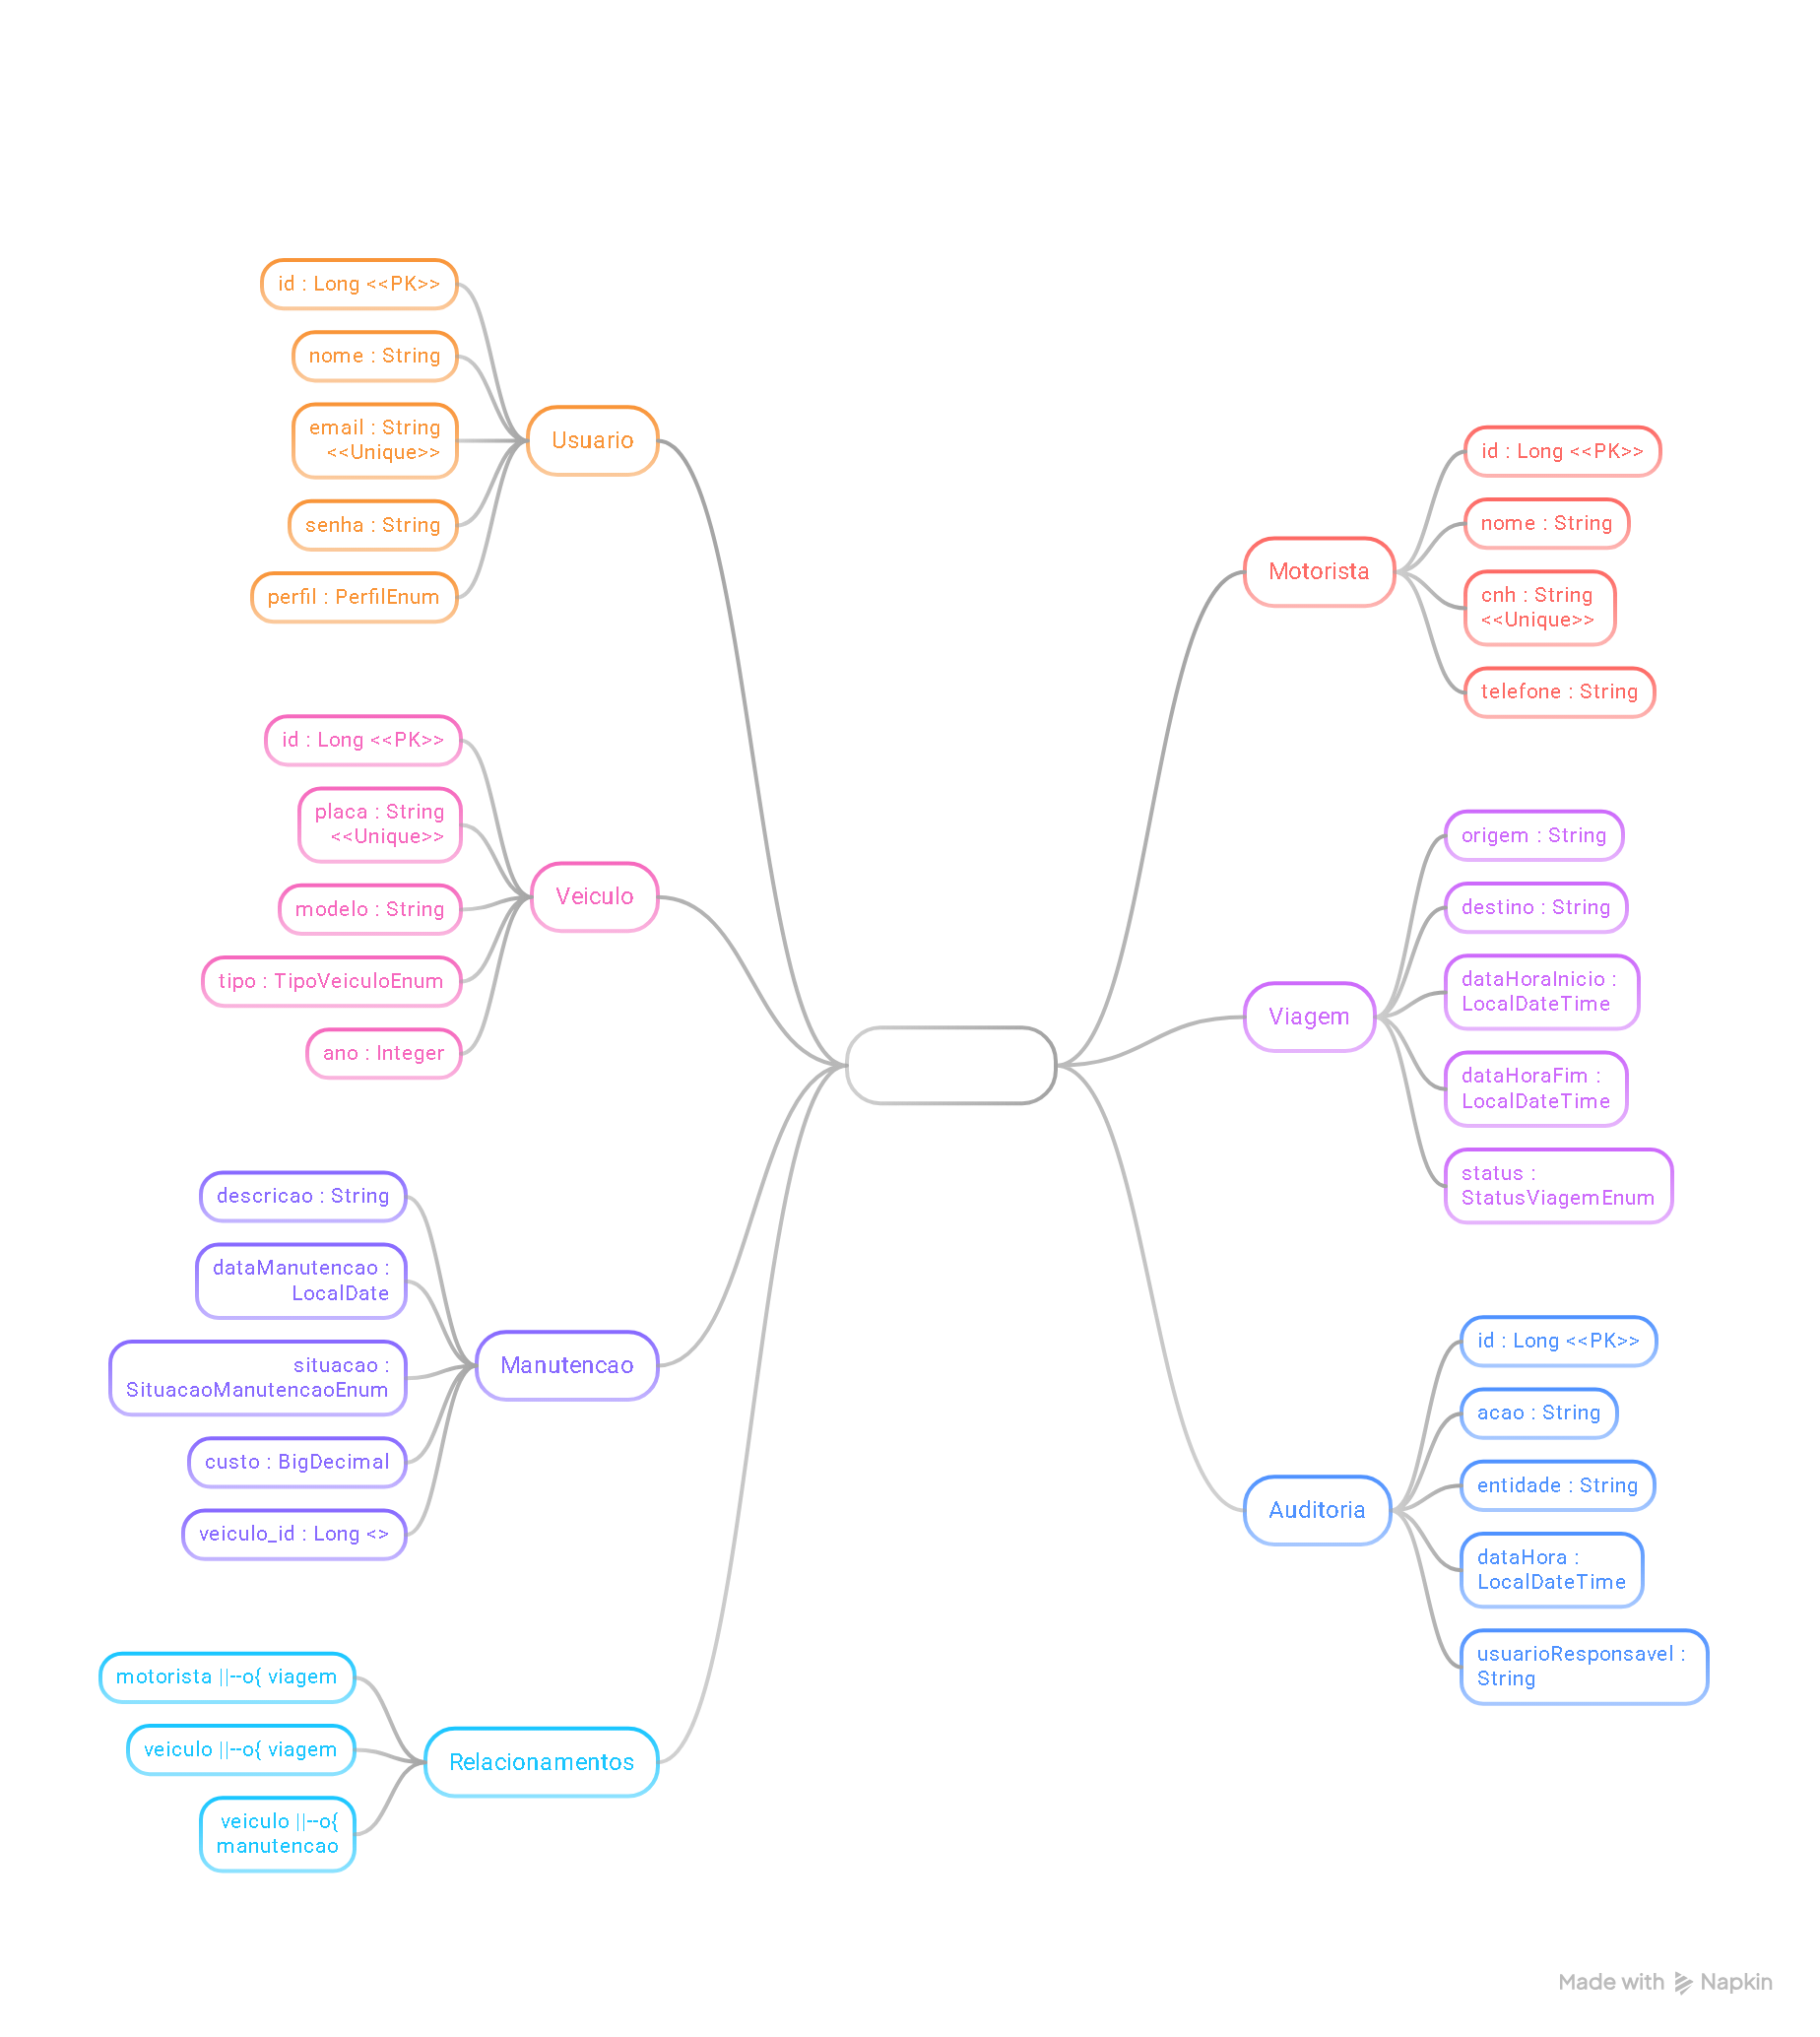 id : Long <<PK>>
nome : String
email : String
<<Unique>>
senha : String
perfil : PerfilEnum
Usuario
id : Long <<PK>>
placa : String
<<Unique>>
modelo : String
tipo : TipoVeiculoEnum
ano : Integer
Veiculo
descricao : String
dataManutencao :
LocalDate
situacao :
SituacaoManutencaoEnum
custo : BigDecimal
veiculo_id : Long <>
Manutencao
motorista ||--o{ viagem
veiculo ||--o{ viagem
veiculo ||--o{
manutencao
Relacionamentos
Motorista
id : Long <<PK>>
nome : String
cnh : String
<<Unique>>
telefone : String
Viagem
origem : String
destino : String
dataHoraInicio :
LocalDateTime
dataHoraFim :
LocalDateTime
status :
StatusViagemEnum
Auditoria
id : Long <<PK>>
acao : String
entidade : String
dataHora :
LocalDateTime
usuarioResponsavel :
String
Made with Napkin